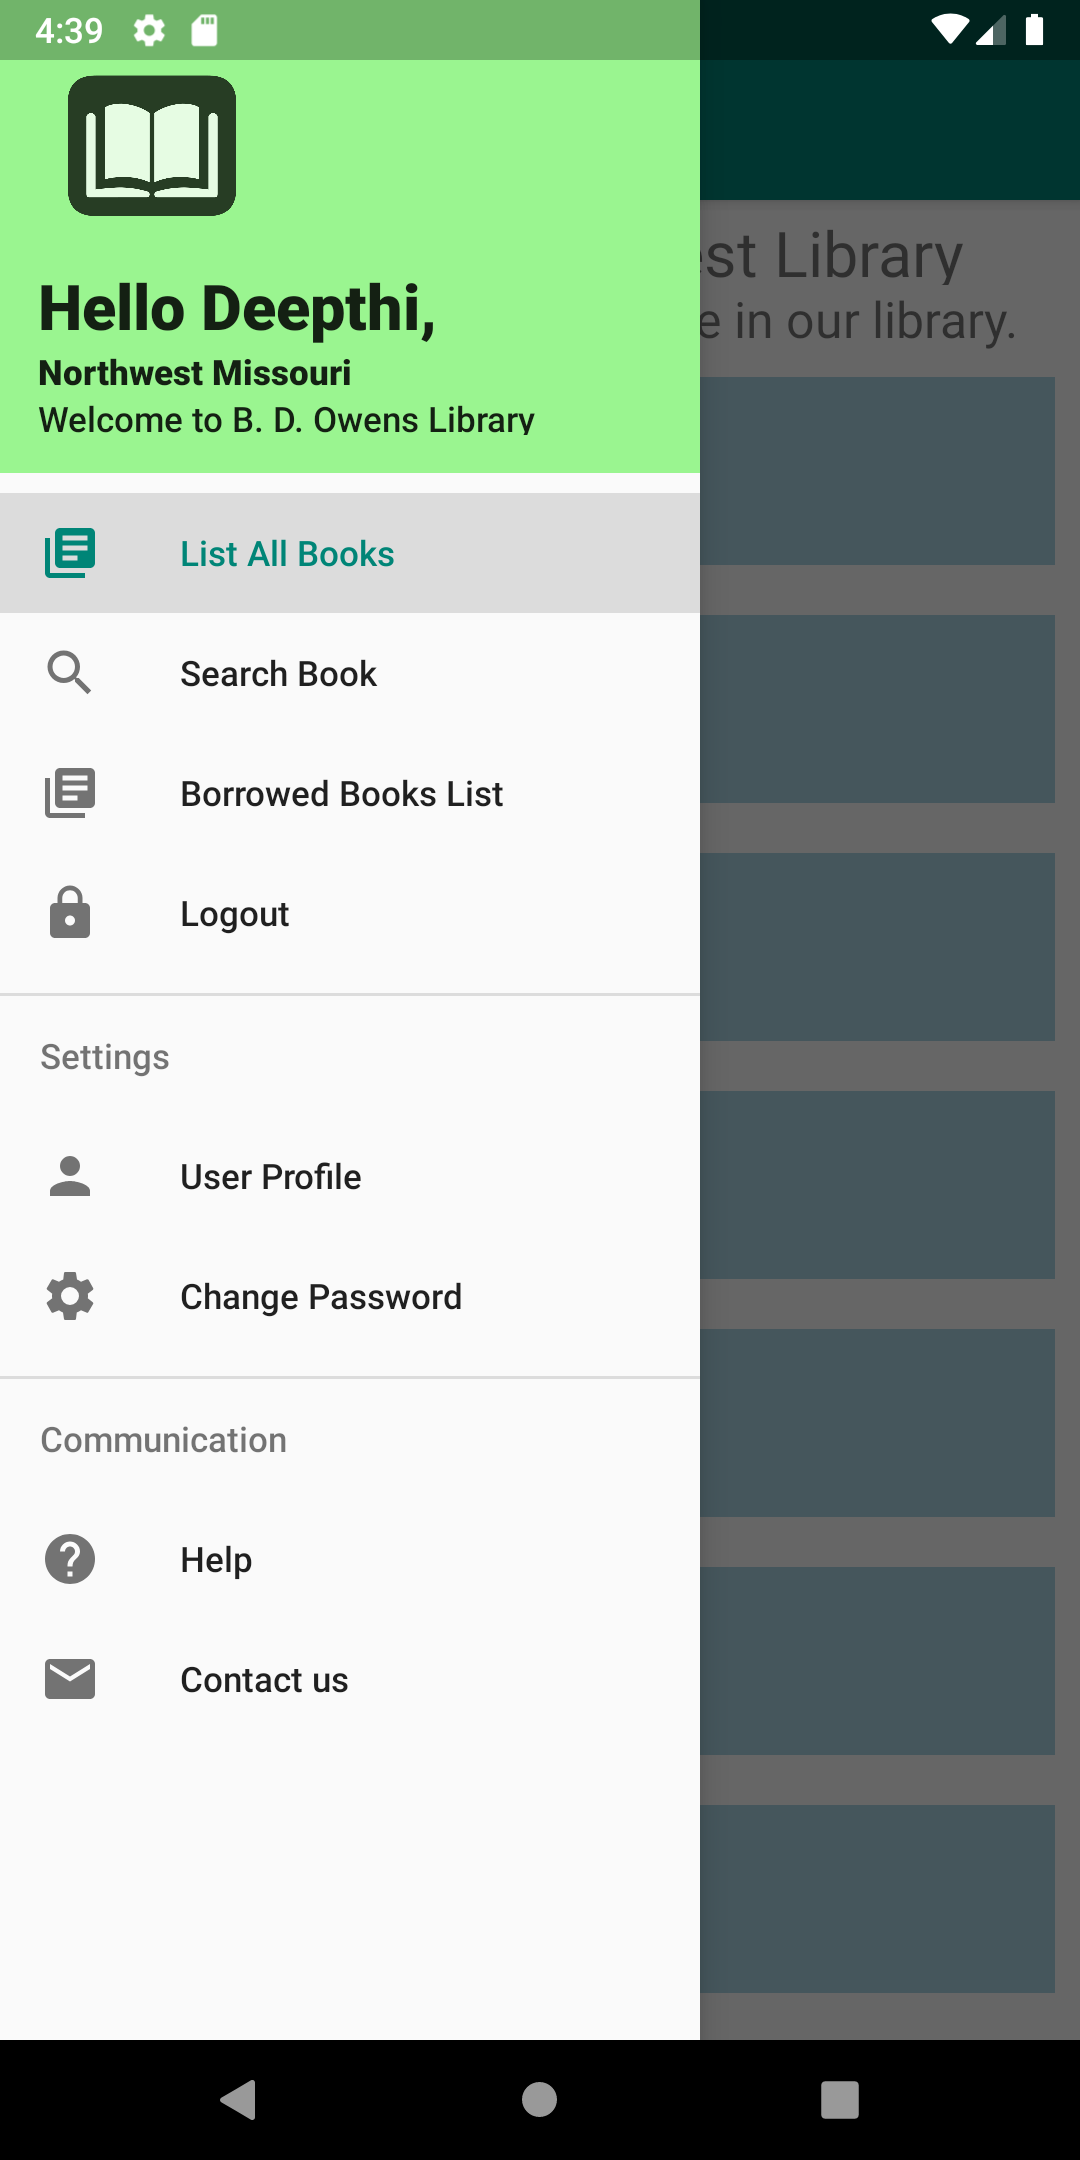 4:39
Hello Deepthi,
Northwest Missouri
Welcome to B. D. Owens Library
st Library
e in our library.
List All Books
Search Book
Borrowed Books List
Logout
Settings
User Profile
Change Password
Communication
Help
Contact us